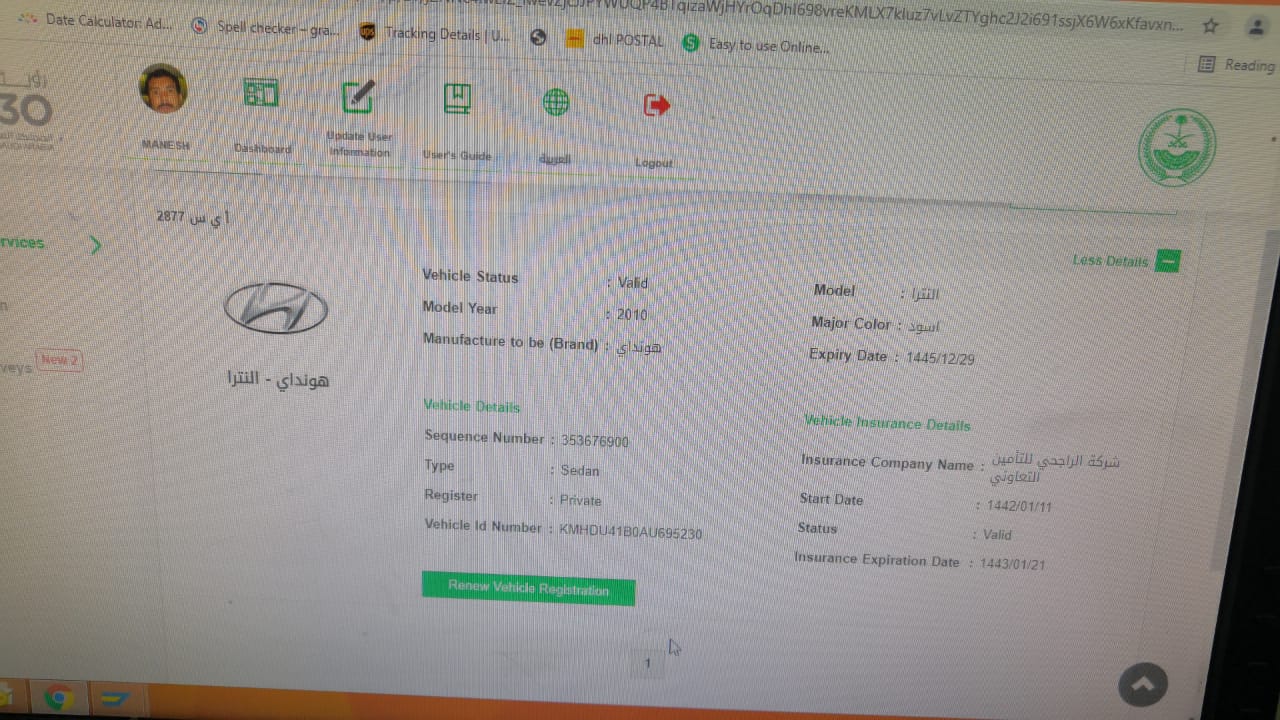 Date Calculator: Ad...
Spell checker – gra...
Tracking Details | U...
dhl POSTAL
Easy to use Online...
Reading
30
MANESH
Dashboard
Update User
Information
User's Guide
العربية
Logout
أ ي س 2877
rvices
Less Details
Vehicle Status : Valid
Model : النترا
Model Year : 2010
Major Color : اسود
Manufacture to be (Brand) : هونداي
Expiry Date : 1445/12/29
veys New 2
هونداي - النترا
Vehicle Details
Sequence Number : 353676900
Type : Sedan
Register : Private
Vehicle Id Number : KMHDU41B0AU695230
Vehicle Insurance Details
Insurance Company Name : شركة الراجحي للتأمين
التعاوني
Start Date : 1442/01/11
Status : Valid
Insurance Expiration Date : 1443/01/21
Renew Vehicle Registration
1